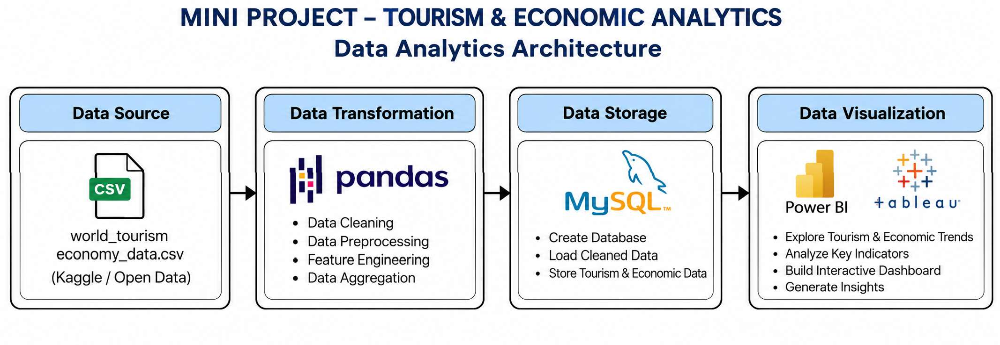 MINI PROJECT – TOURISM & ECONOMIC ANALYTICS
Data Analytics Architecture
Data Source
CSV
world_tourism
economy_data.csv
(Kaggle / Open Data)
Data Transformation
pandas
• Data Cleaning
• Data Preprocessing
• Feature Engineering
• Data Aggregation
Data Storage
MySQL™
• Create Database
• Load Cleaned Data
• Store Tourism & Economic Data
Data Visualization
Power BI
+ableau
• Explore Tourism & Economic Trends
• Analyze Key Indicators
• Build Interactive Dashboard
• Generate Insights